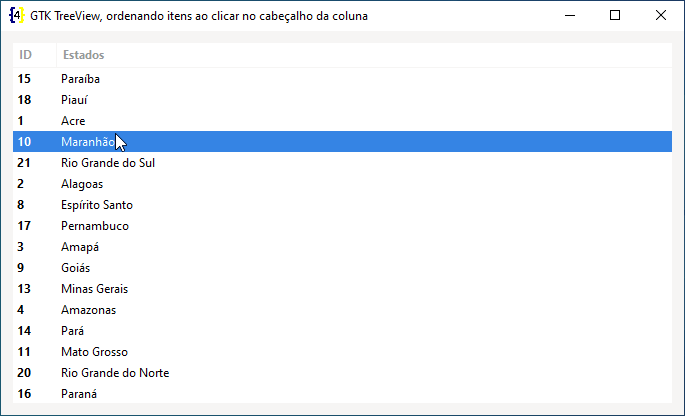 {4} GTK TreeView, ordenando itens ao clicar no cabeçalho da coluna
ID Estados
15 Paraíba
18 Piauí
1 Acre
10 Maranhão
21 Rio Grande do Sul
2 Alagoas
8 Espírito Santo
17 Pernambuco
3 Amapá
9 Goiás
13 Minas Gerais
4 Amazonas
14 Pará
11 Mato Grosso
20 Rio Grande do Norte
16 Paraná